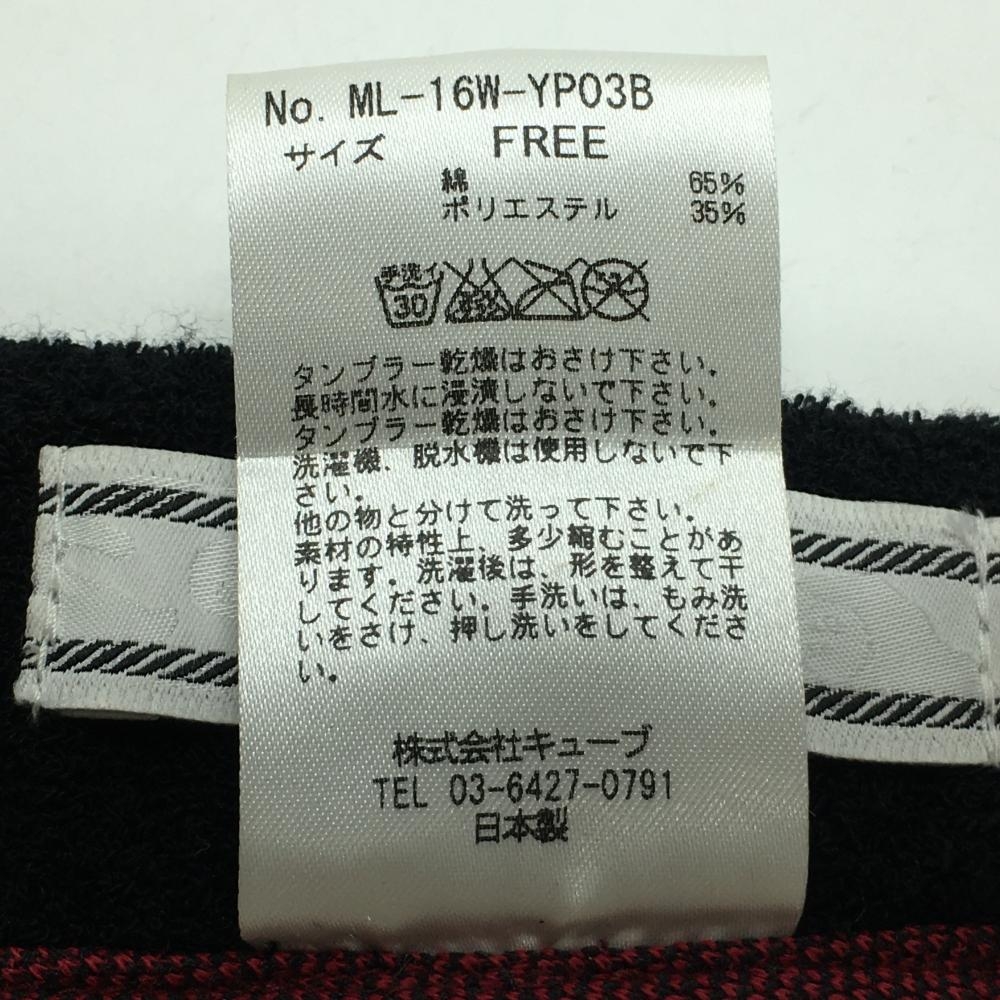 No. ML-16W-YP03B
サイズ FREE
綿 65%
ポリエステル 35%
手洗イ
30
タンブラー乾燥はおさけ下さい。
長時間水に浸漬しないで下さい。
タンブラー乾燥はおさけ下さい。
洗濯機、脱水機は使用しないで下
さい。
他の物と分けて洗って下さい。
素材の特性上、多少縮むことがあ
ります。洗濯後は、形を整えて干
してください。手洗いは、もみ洗
いをさけ、押し洗いをしてくださ
い。
株式会社キューブ
TEL 03-6427-0791
日本製